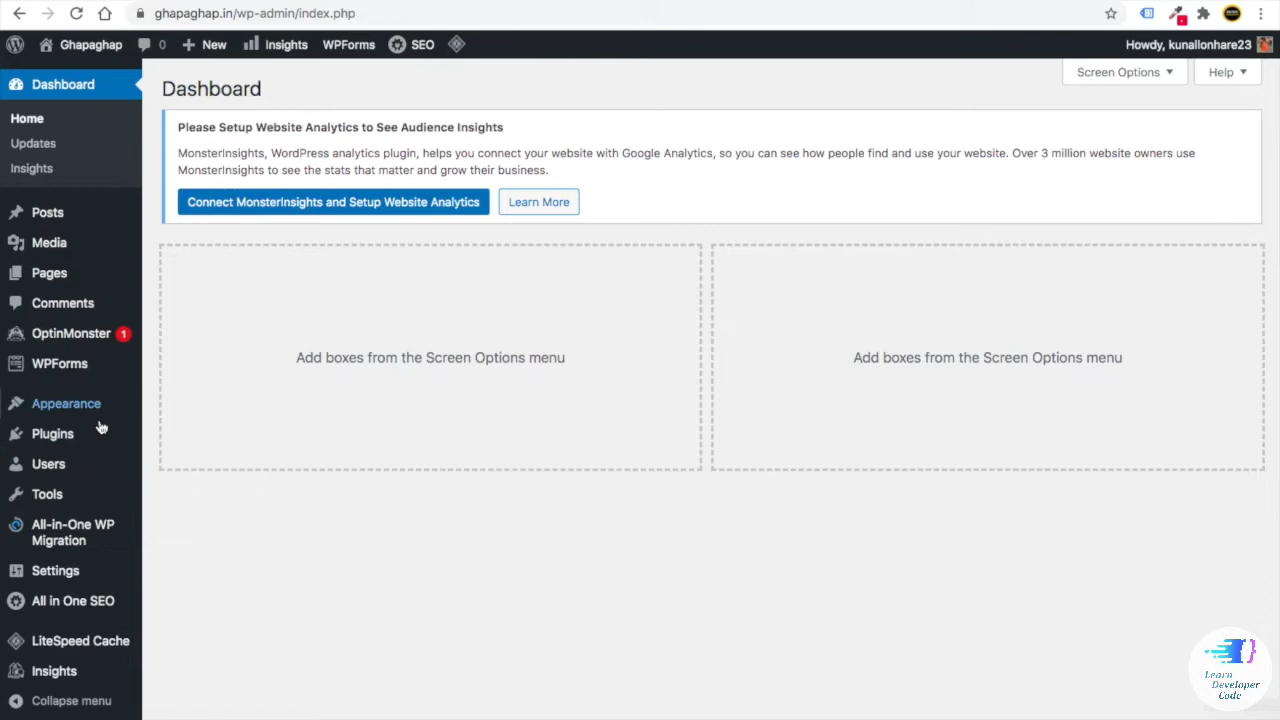 ghapaghap.in/wp-admin/index.php
Ghapaghap 0 New Insights WPForms SEO Howdy, kunallonhare23
Dashboard
Home
Updates
Insights
Posts
Media
Pages
Comments
OptinMonster 1
WPForms
Appearance
Plugins
Users
Tools
All-in-One WP
Migration
Settings
All in One SEO
LiteSpeed Cache
Insights
Collapse menu
Screen Options Help
Dashboard
Please Setup Website Analytics to See Audience Insights
MonsterInsights, WordPress analytics plugin, helps you connect your website with Google Analytics, so you can see how people find and use your website. Over 3 million website owners use
MonsterInsights to see the stats that matter and grow their business.
Connect MonsterInsights and Setup Website Analytics Learn More
Add boxes from the Screen Options menu
Add boxes from the Screen Options menu
Learn
Developer
Code